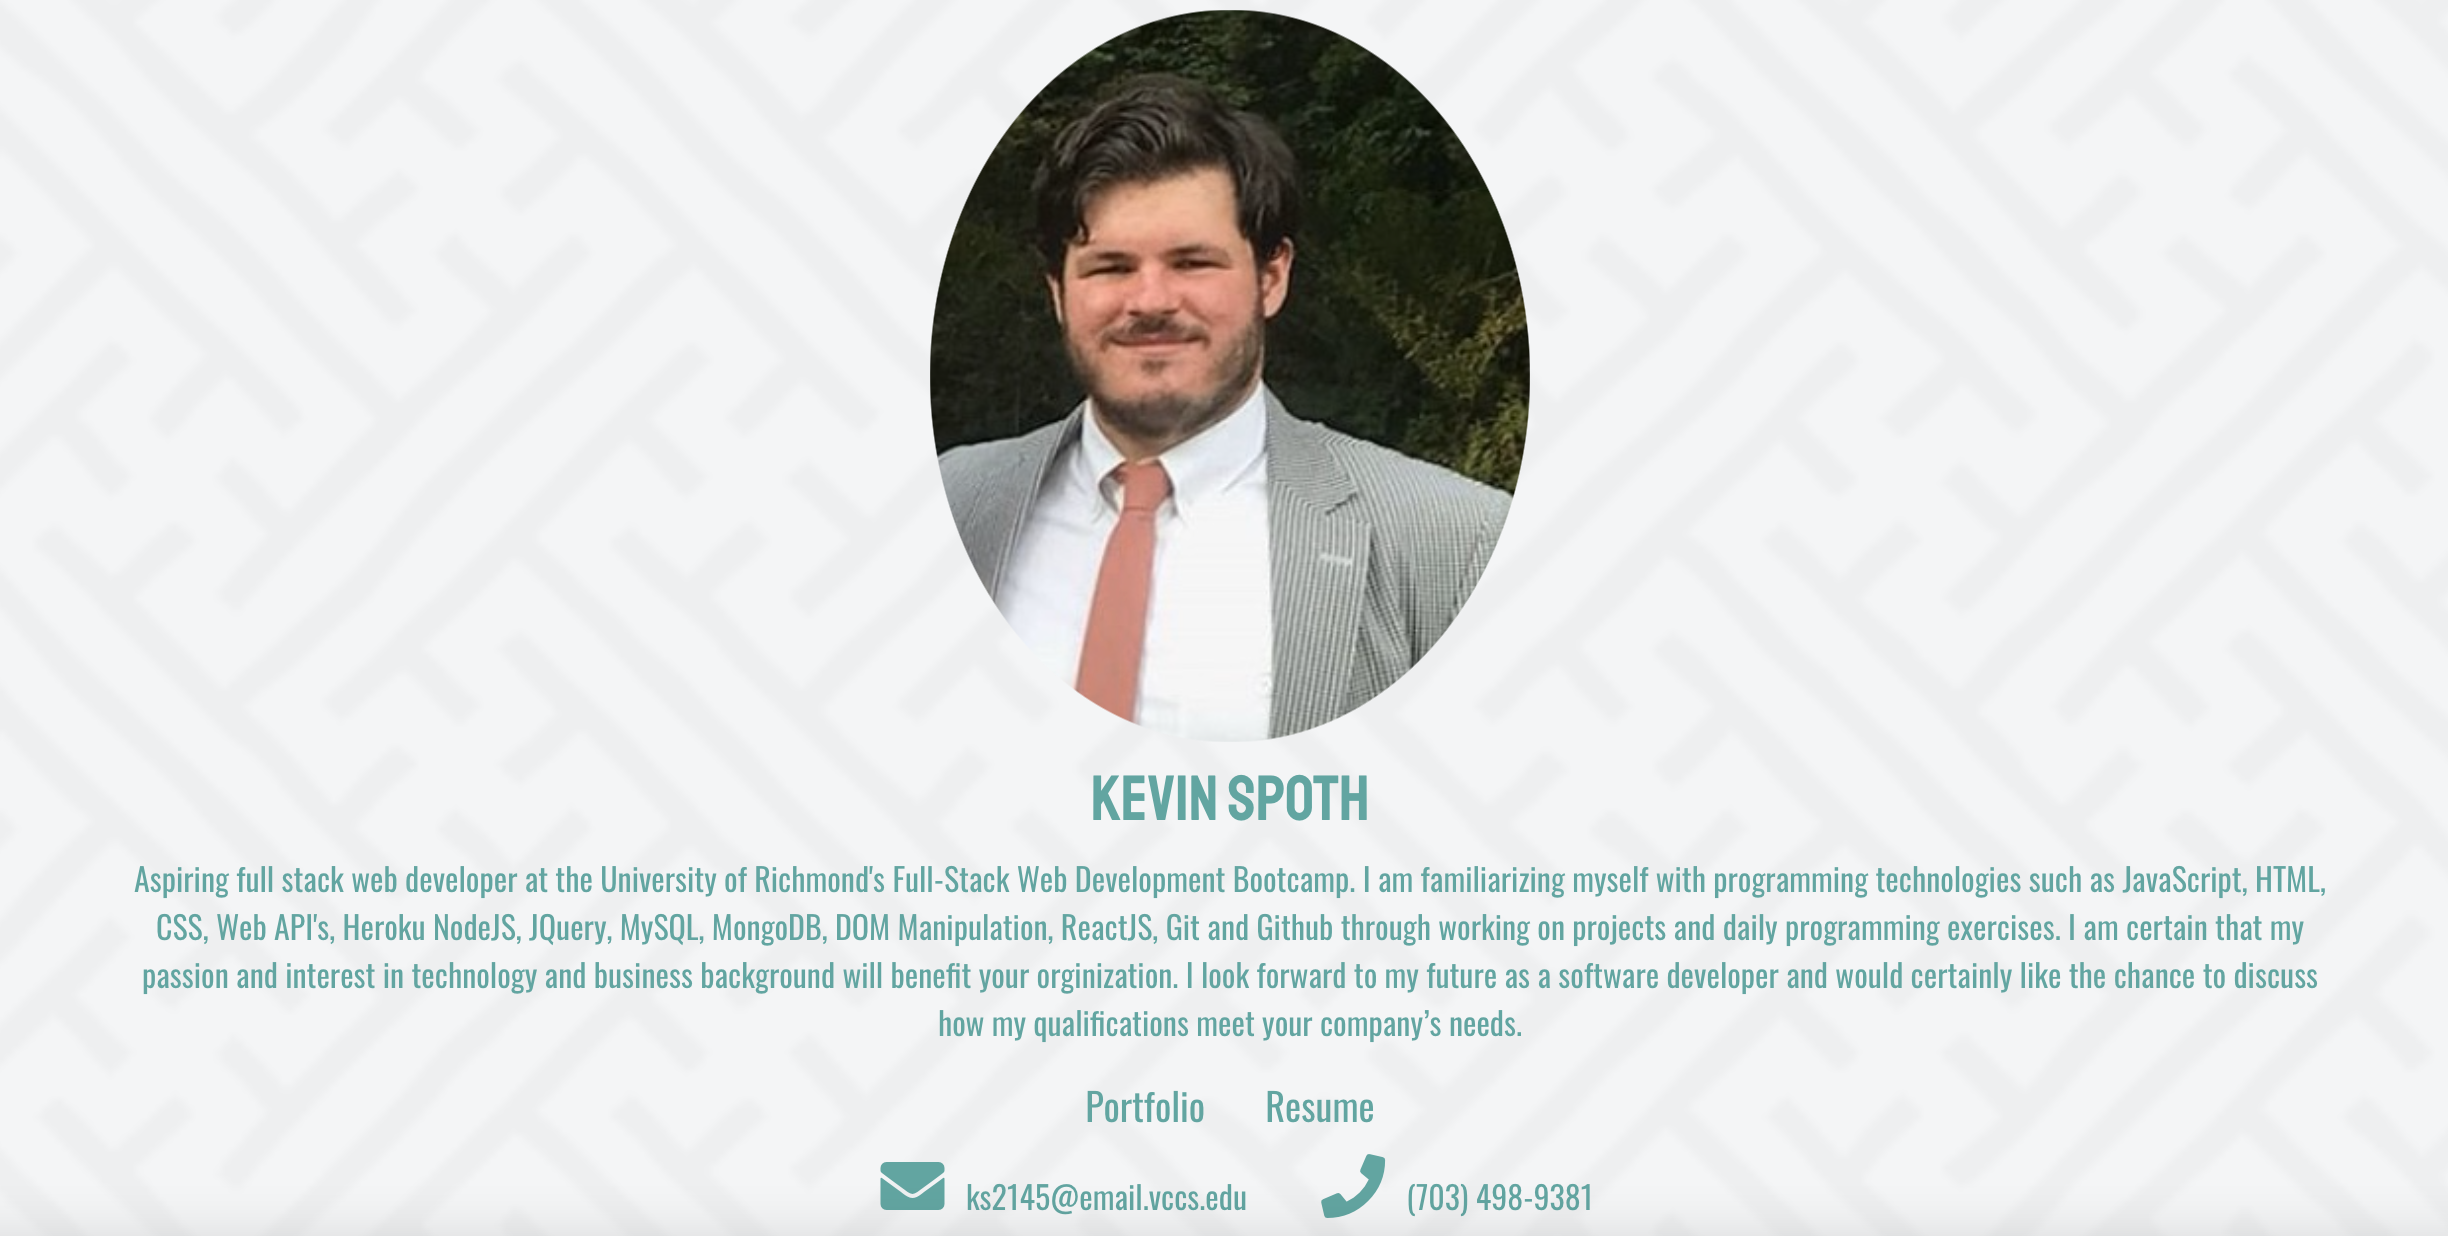 KEVIN SPOTH
Aspiring full stack web developer at the University of Richmond's Full-Stack Web Development Bootcamp. I am familiarizing myself with programming technologies such as JavaScript, HTML,
CSS, Web API's, Heroku NodeJS, JQuery, MySQL, MongoDB, DOM Manipulation, ReactJS, Git and Github through working on projects and daily programming exercises. I am certain that my
passion and interest in technology and business background will benefit your orginization. I look forward to my future as a software developer and would certainly like the chance to discuss
how my qualifications meet your company’s needs.
Portfolio Resume
ks2145@email.vccs.edu (703) 498-9381